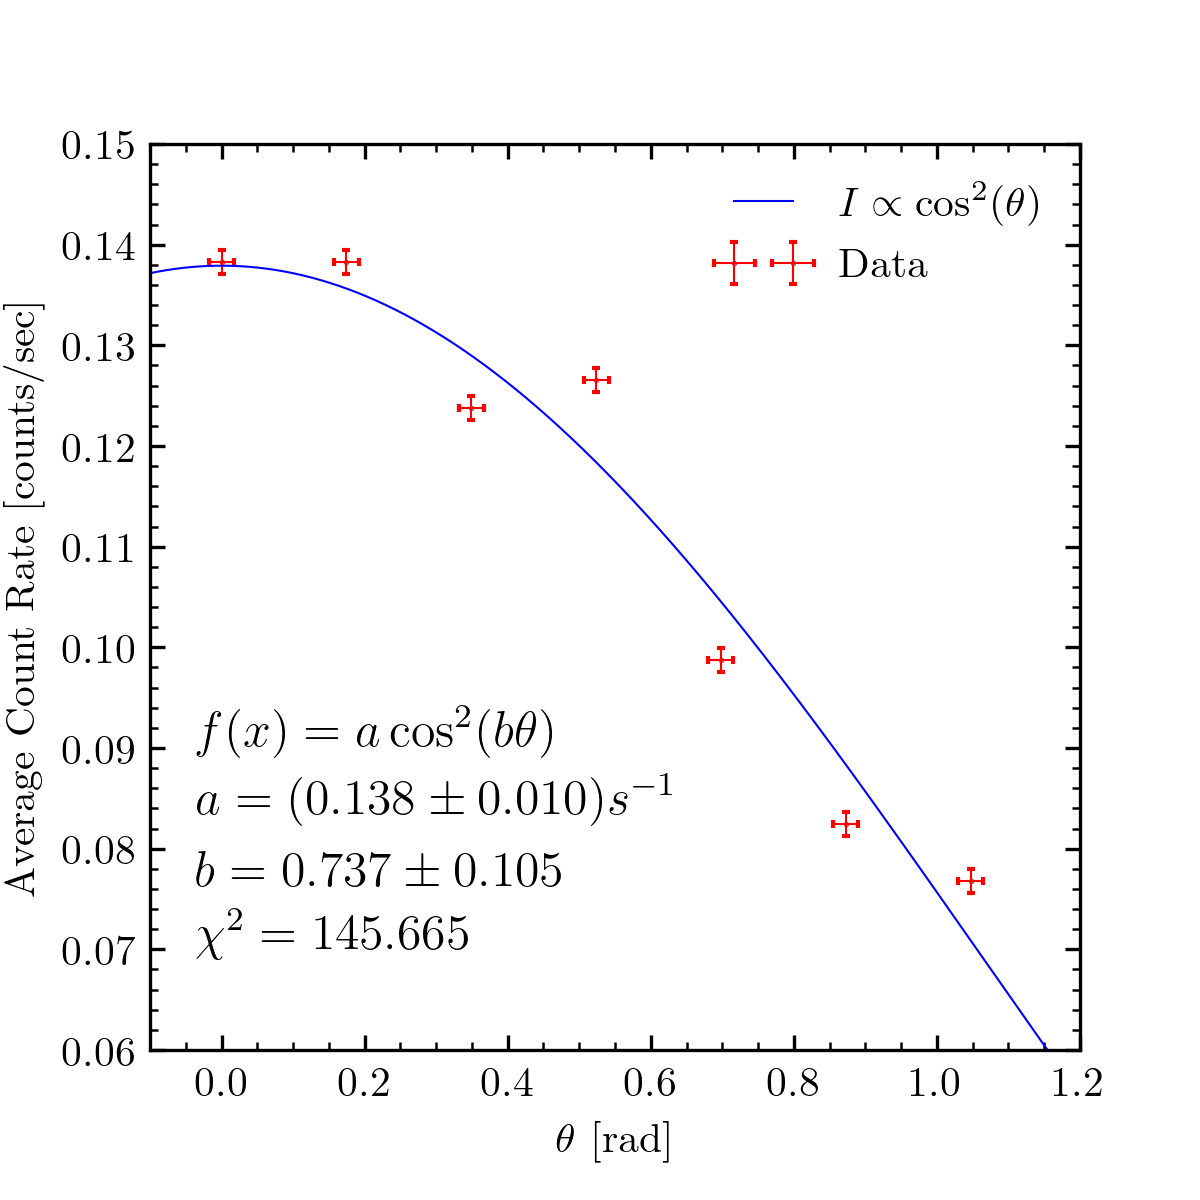 0.15
0.14
0.13
0.12
0.11
0.10
0.09
0.08
0.07
0.06
Average Count Rate [counts/sec]
I ∝ cos²(θ)
Data
f(x) = a cos²(bθ)
a = (0.138 ± 0.010)s⁻¹
b = 0.737 ± 0.105
χ² = 145.665
0.0 0.2 0.4 0.6 0.8 1.0 1.2
θ [rad]